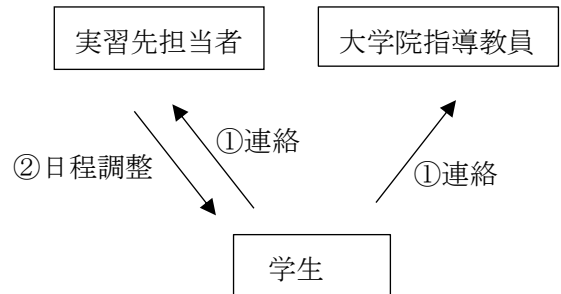 実習先担当者
大学院指導教員
①連絡
②日程調整
①連絡
学生